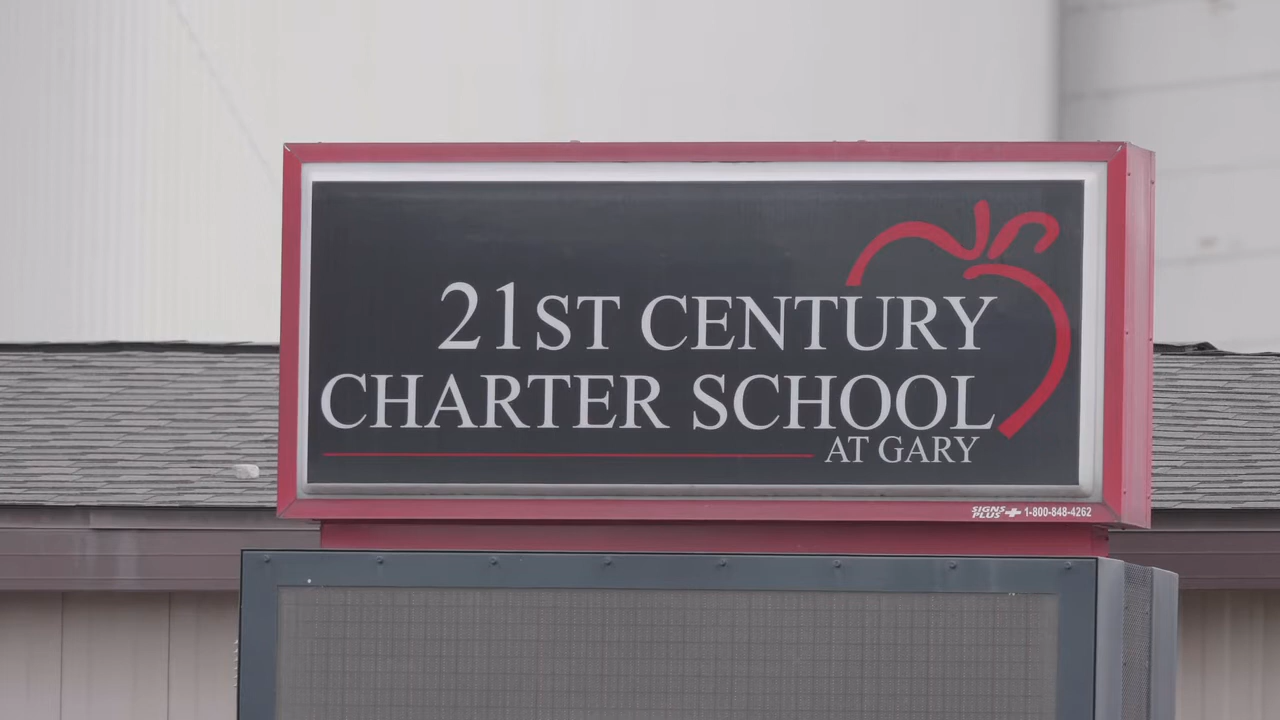 21ST CENTURY
CHARTER SCHOOL
AT GARY
SIGNS PLUS 1-800-848-4262